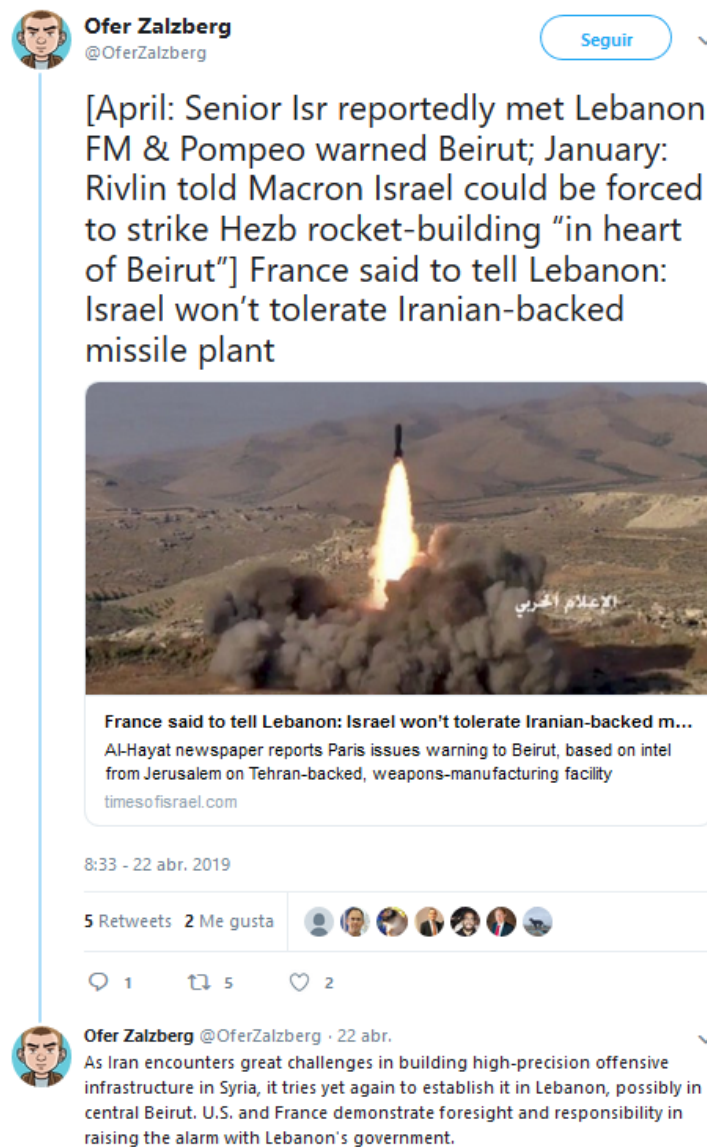 Ofer Zalzberg
@OferZalzberg
Seguir
[April: Senior Isr reportedly met Lebanon
FM & Pompeo warned Beirut; January:
Rivlin told Macron Israel could be forced
to strike Hezb rocket-building “in heart
of Beirut”] France said to tell Lebanon:
Israel won’t tolerate Iranian-backed
missile plant
الإعلام الحربي
France said to tell Lebanon: Israel won’t tolerate Iranian-backed m...
Al-Hayat newspaper reports Paris issues warning to Beirut, based on intel
from Jerusalem on Tehran-backed, weapons-manufacturing facility
timesofisrael.com
8:33 - 22 abr. 2019
5 Retweets 2 Me gusta
1 5 2
Ofer Zalzberg @OferZalzberg · 22 abr.
As Iran encounters great challenges in building high-precision offensive
infrastructure in Syria, it tries yet again to establish it in Lebanon, possibly in
central Beirut. U.S. and France demonstrate foresight and responsibility in
raising the alarm with Lebanon's government.